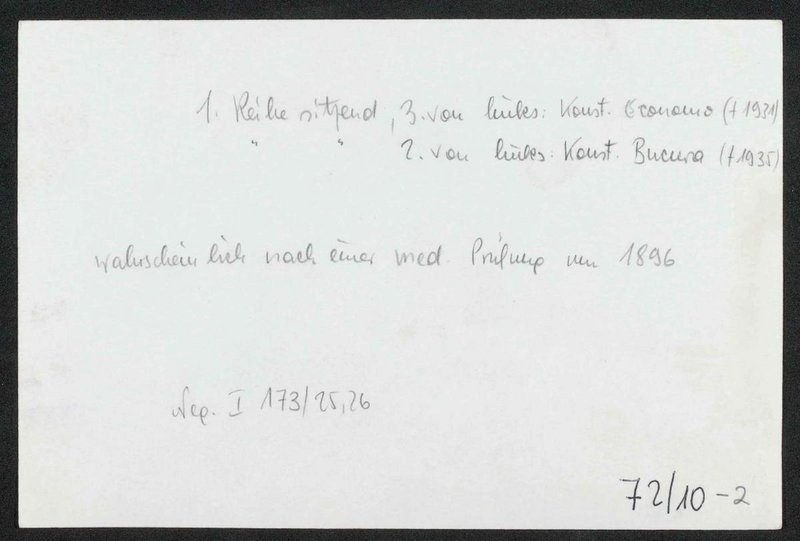 1. Reihe sitzend, 3. von links: Konst. Economo (†1931)
" " 2. von links: Konst. Bucura (†1935)
wahrscheinlich nach einer med. Prüfung um 1896
Neg. I 173/25,26
72/10-2